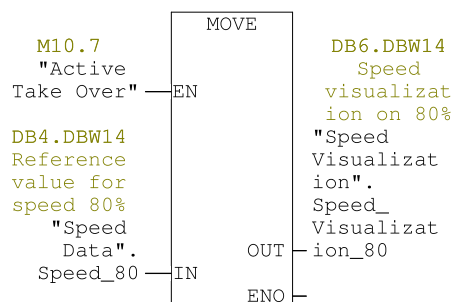 MOVE
M10.7
"Active
Take Over"
EN
DB4.DBW14
Reference
value for
speed 80%
"Speed
Data".
Speed_80
IN
DB6.DBW14
Speed
visualizat
ion on 80%
"Speed
Visualizat
ion".
Speed_
Visualizat
ion_80
OUT
ENO